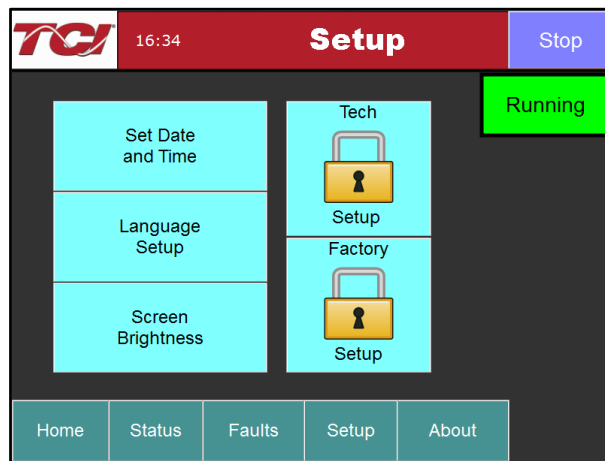 TCI
16:34
Setup
Stop
Running
Set Date
and Time
Language
Setup
Screen
Brightness
Tech
Setup
Factory
Setup
Home
Status
Faults
Setup
About